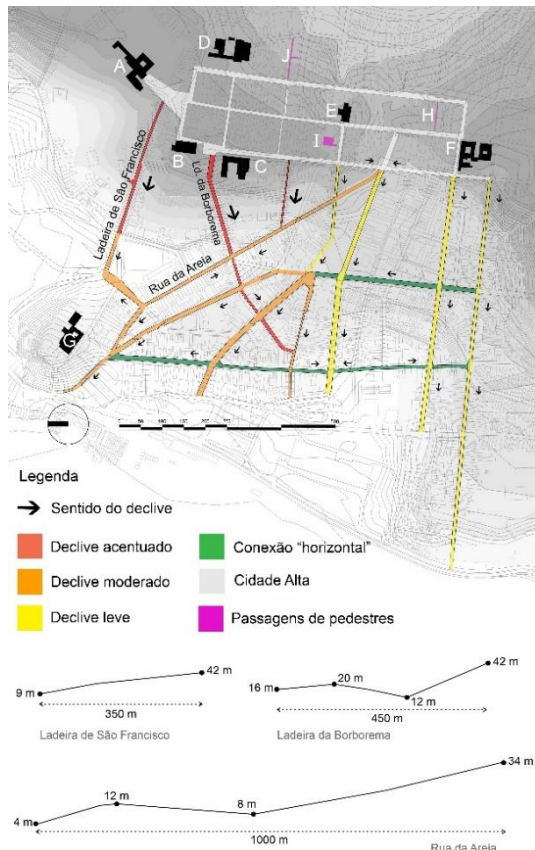 D
J
A
E
H
I
F
B
C
Ladeira de São Francisco
Ld. da Borborema
Rua da Areia
G
Legenda
Sentido do declive
Declive acentuado
Conexão “horizontal”
Declive moderado
Cidade Alta
Declive leve
Passagens de pedestres
42 m
9 m
350 m
Ladeira de São Francisco
42 m
20 m
16 m
12 m
450 m
Ladeira da Borborema
34 m
12 m
8 m
4 m
1000 m
Rua da Areia